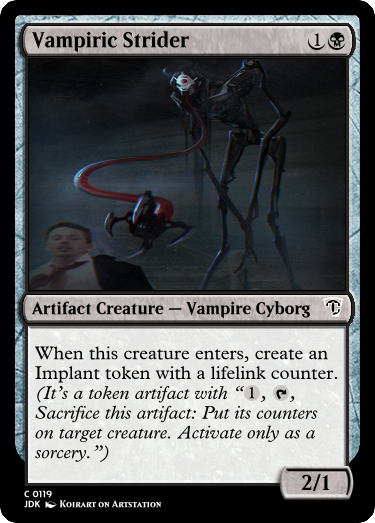 Vampiric Strider 1
Artifact Creature — Vampire Cyborg
When this creature enters, create an
Implant token with a lifelink counter.
(It's a token artifact with “1, ,
Sacrifice this artifact: Put its counters
on target creature. Activate only as a
sorcery.”)
2/1
C 0119
JDK Koirart on Artstation